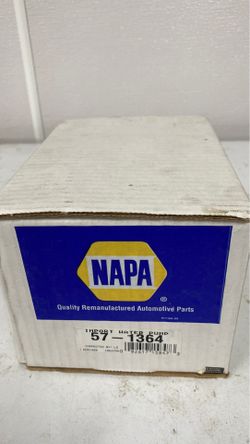 NAPA
®
Quality Remanufactured Automotive Parts
IMPORT WATER PUMP
57-1364